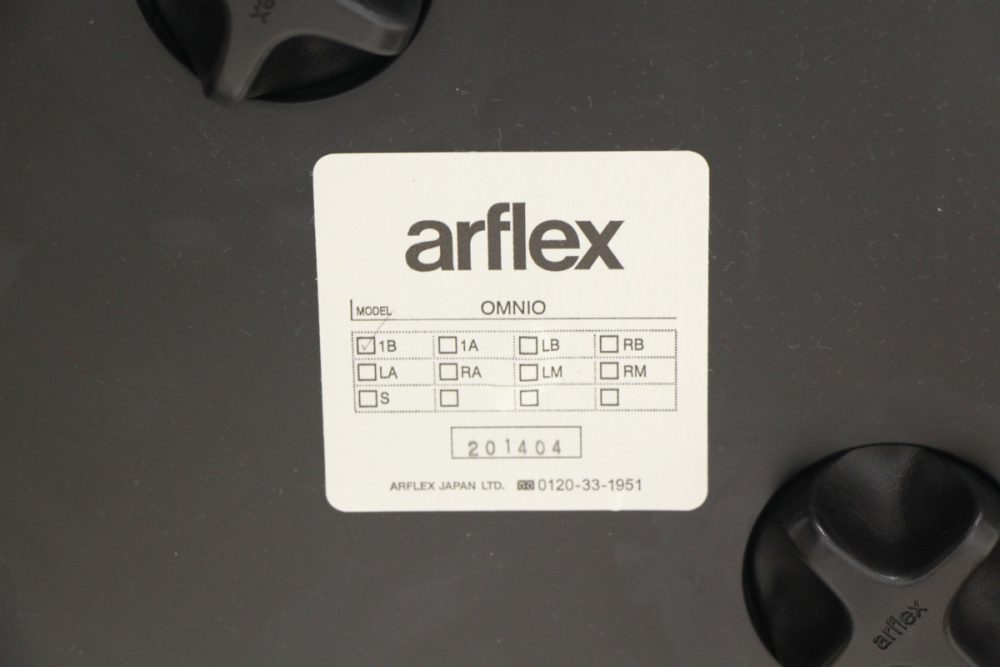 arflex
MODEL OMNIO
☑1B ☐1A ☐LB ☐RB
☐LA ☐RA ☐LM ☐RM
☐S ☐ ☐ ☐
201404
ARFLEX JAPAN LTD. 0120-33-1951
arflex